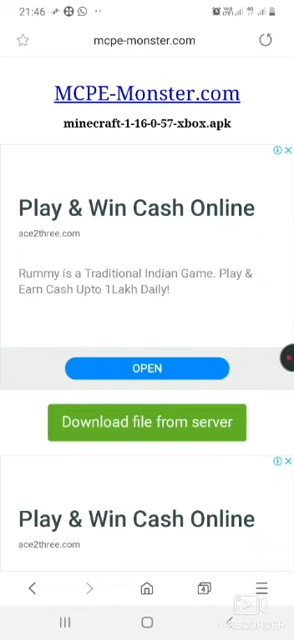 21:46
mcpe-monster.com
MCPE-Monster.com
minecraft-1-16-0-57-xbox.apk
Play & Win Cash Online
ace2three.com
Rummy is a Traditional Indian Game. Play &
Earn Cash Upto 1Lakh Daily!
OPEN
Download file from server
Play & Win Cash Online
ace2three.com
4
RECORDER